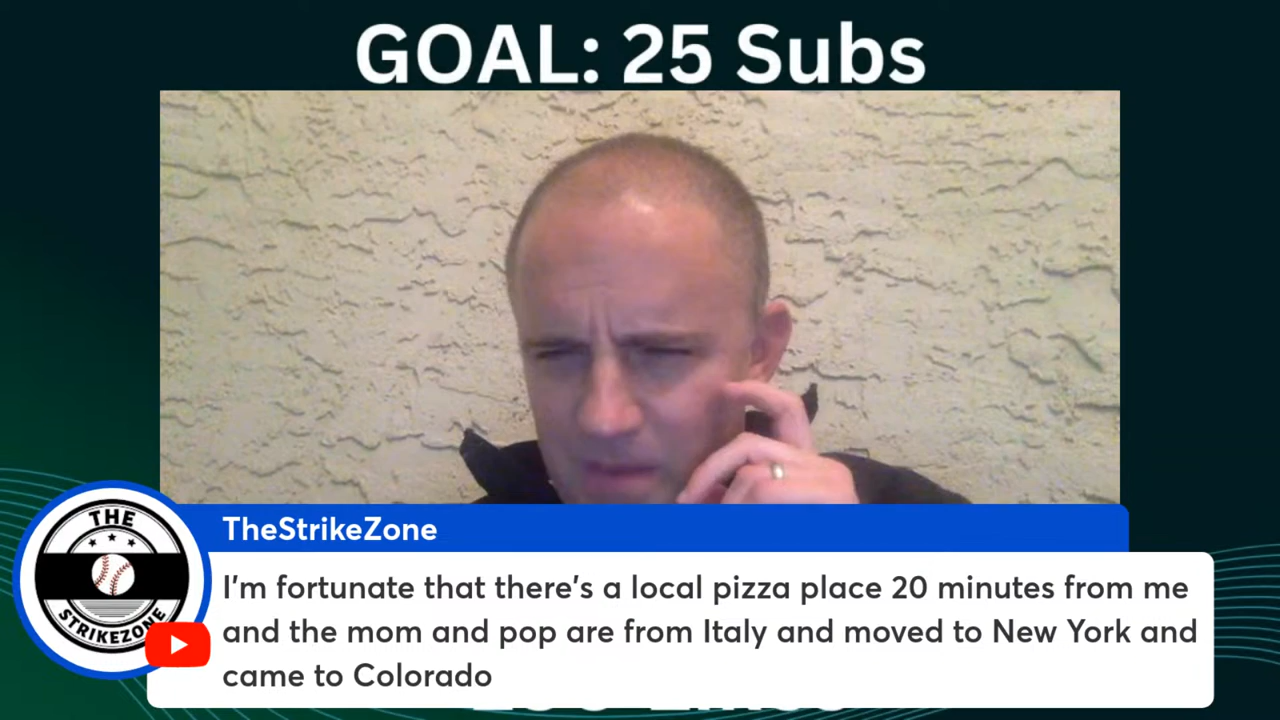 GOAL: 25 Subs
THE
STRIKEZONE
TheStrikeZone
I'm fortunate that there's a local pizza place 20 minutes from me
and the mom and pop are from Italy and moved to New York and
came to Colorado